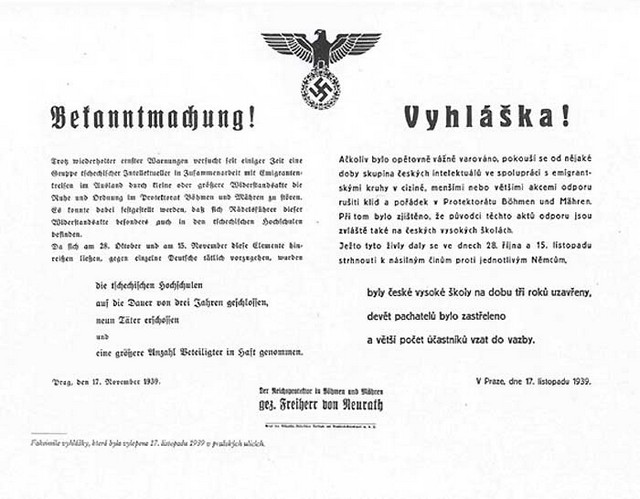 Bekanntmachung!
Trotz wiederholter ernster Warnungen versucht seit einiger Zeit eine
Gruppe tschechischer Intellektueller in Zusammenarbeit mit Emigranten-
kreisen im Ausland durch kleine oder größere Widerstandsakte die
Ruhe und Ordnung im Protektorat Böhmen und Mähren zu stören.
Es konnte dabei festgestellt werden, daß sich Rädelsführer dieser
Widerstandsakte besonders auch in den tschechischen Hochschulen
befinden.
Da sich am 28. Oktober und am 15. November diese Elemente hin-
reißen ließen, gegen einzelne Deutsche tätlich vorzugehen, wurden
die tschechischen Hochschulen
auf die Dauer von drei Jahren geschlossen,
neun Täter erschossen
und
eine größere Anzahl Beteiligter in Haft genommen.
Prag, den 17. November 1939.
Vyhláška!
Ačkoliv bylo opětovně vážně varováno, pokouší se od nějaké
doby skupina českých intelektuálů ve spolupráci s emigrant-
skými kruhy v cizině, menšími nebo většími akcemi odporu
rušiti klid a pořádek v Protektorátu Böhmen und Mähren.
Při tom bylo zjištěno, že původci těchto aktů odporu jsou
zvláště také na českých vysokých školách.
Ježto tyto živly daly se ve dnech 28. října a 15. listopadu
strhnouti k násilným činům proti jednotlivým Němcům,
byly české vysoké školy na dobu tří roků uzavřeny,
devět pachatelů bylo zastřeleno
a větší počet účastníků vzat do vazby.
V Praze, dne 17. listopadu 1939.
Der Reichsprotektor in Böhmen und Mähren
gez. Freiherr von Neurath
Faksimile vyhlášky, která byla vylepena 17. listopadu 1939 v pražských ulicích.